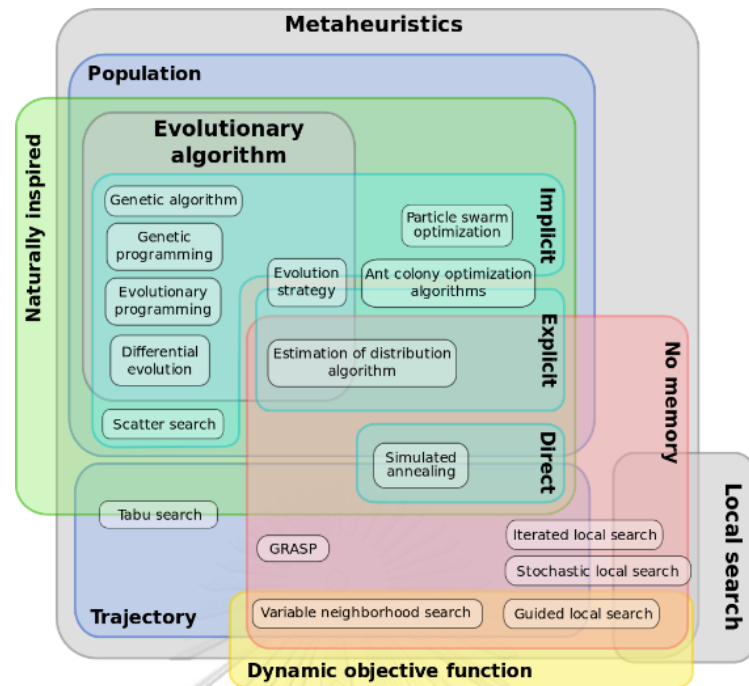 Metaheuristics
Population
Naturally inspired
Evolutionary
algorithm
Implicit
Genetic algorithm
Particle swarm
optimization
Genetic
programming
Evolution
strategy
Ant colony optimization
algorithms
Evolutionary
programming
Explicit
Differential
evolution
Estimation of distribution
algorithm
No memory
Scatter search
Direct
Simulated
annealing
Local search
Tabu search
Iterated local search
GRASP
Stochastic local search
Trajectory
Variable neighborhood search
Guided local search
Dynamic objective function